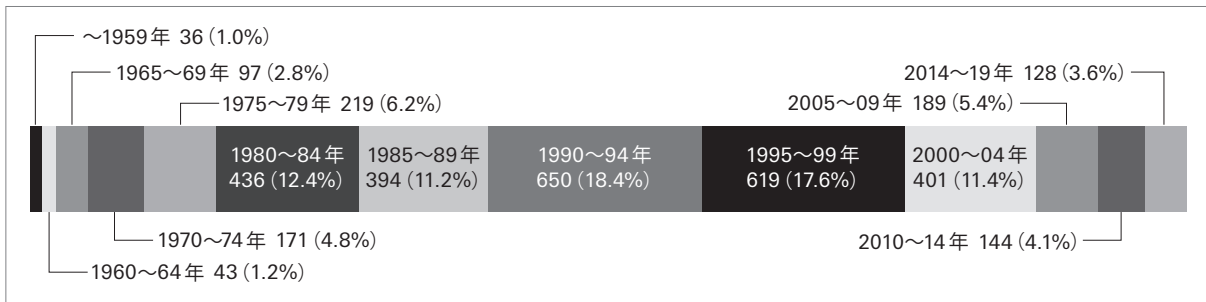 ～1959年 36（1.0%）
1965～69年 97（2.8%）
2014～19年 128（3.6%）
1975～79年 219（6.2%）
2005～09年 189（5.4%）
1980～84年
436（12.4%）
1985～89年
394（11.2%）
1990～94年
650（18.4%）
1995～99年
619（17.6%）
2000～04年
401（11.4%）
1970～74年 171（4.8%）
2010～14年 144（4.1%）
1960～64年 43（1.2%）